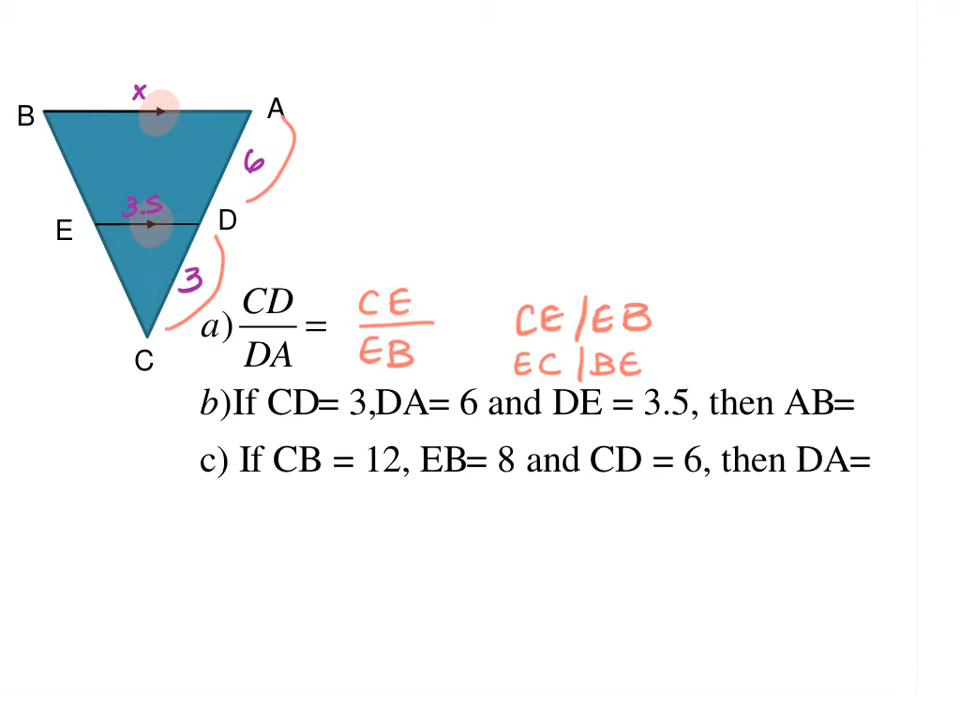 x
B
A
6
3.5
E
D
3
a) CD/DA = CE/EB
CE/EB
EC/BE
C
b)If CD= 3,DA= 6 and DE = 3.5, then AB=
c) If CB = 12, EB= 8 and CD = 6, then DA=